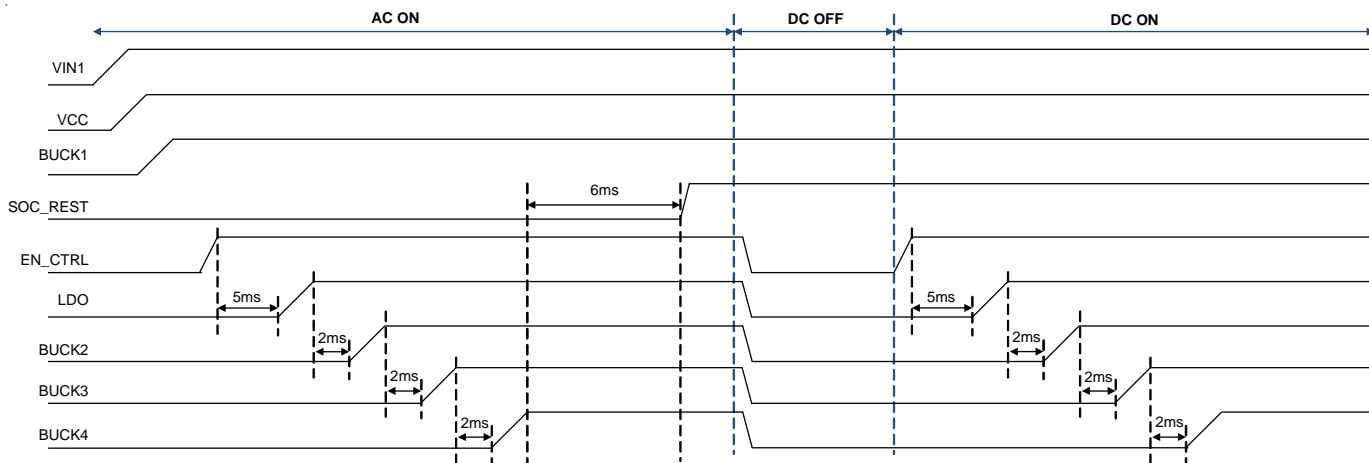 AC ON
DC OFF
DC ON
VIN1
VCC
BUCK1
6ms
SOC_REST
EN_CTRL
LDO
5ms
5ms
2ms
2ms
BUCK2
2ms
2ms
BUCK3
2ms
2ms
BUCK4